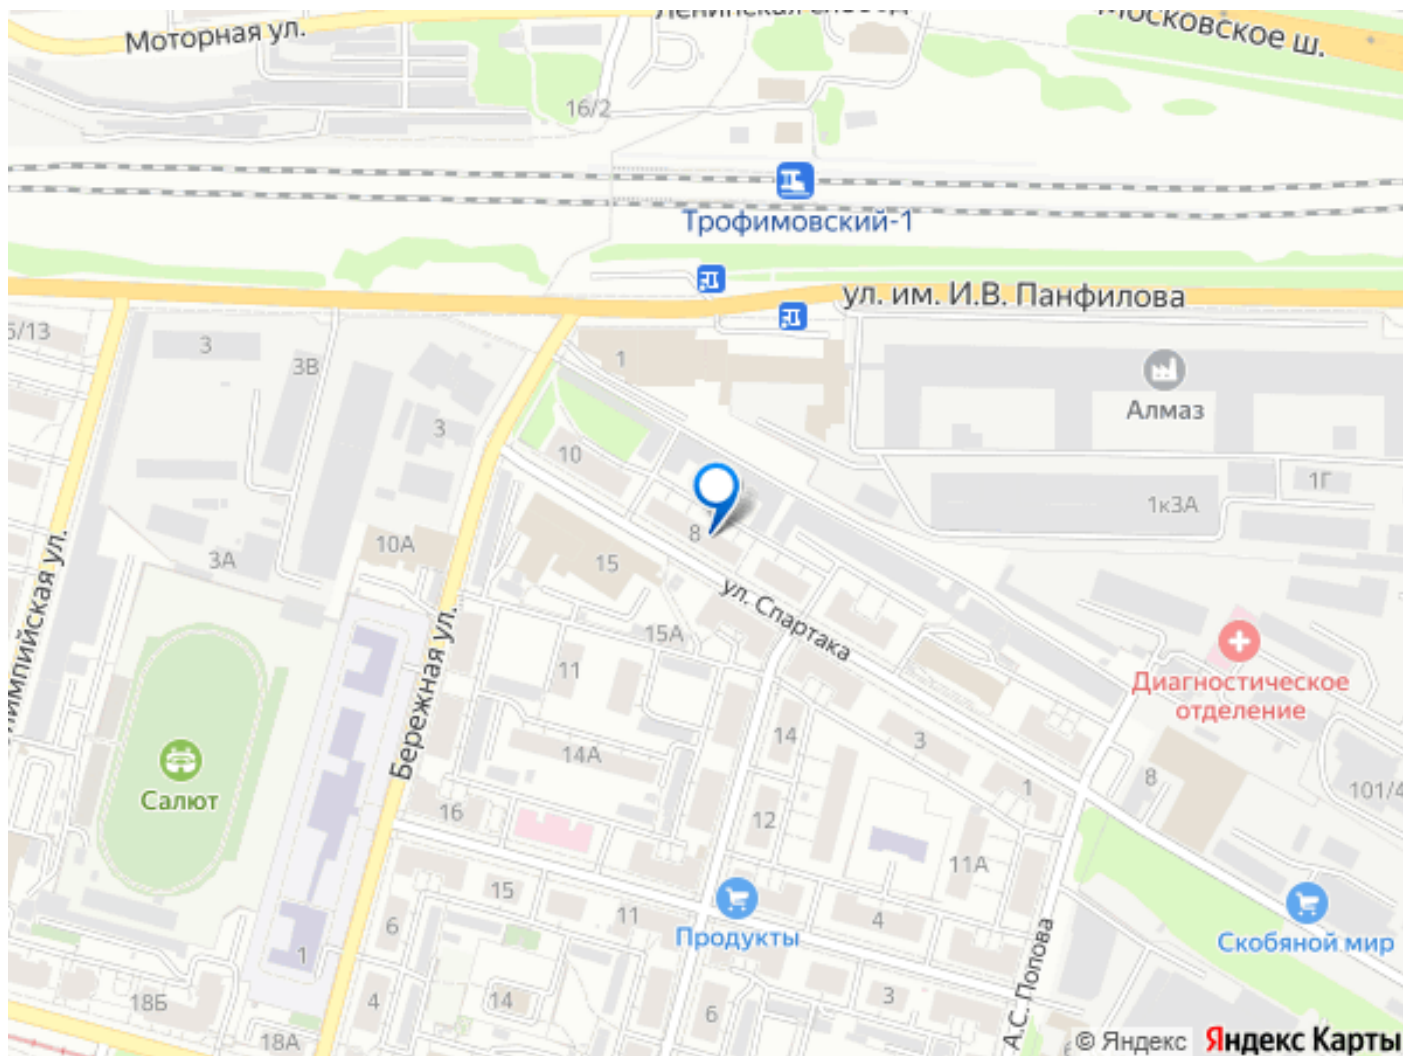 Моторная ул.
Московское ш.
16/2
Трофимовский-1
ул. им. И.В. Панфилова
3
3В
1
Алмаз
3
10
1Г
1к3А
8
10А
3А
15
ул. Спартака
15А
11
Олимпийская ул.
Бережная ул.
Диагностическое
отделение
14
3
14А
8
1
101/4
Салют
16
12
11А
15
11
4
6
Продукты
Скобяной мир
1
А.С. Попова
18Б
4
14
6
3
18А
© Яндекс
Яндекс Карты